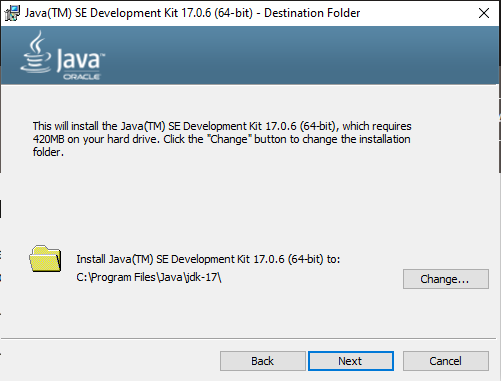 Java(TM) SE Development Kit 17.0.6 (64-bit) - Destination Folder
Java
ORACLE
This will install the Java(TM) SE Development Kit 17.0.6 (64-bit), which requires
420MB on your hard drive. Click the "Change" button to change the installation
folder.
Install Java(TM) SE Development Kit 17.0.6 (64-bit) to:
C:\Program Files\Java\jdk-17\
Change...
Back
Next
Cancel